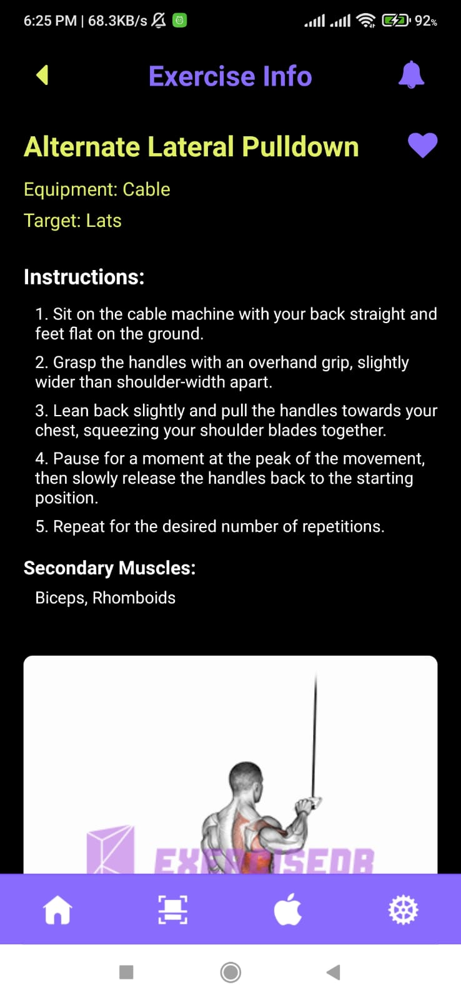 6:25 PM | 68.3KB/s 92%
Exercise Info
Alternate Lateral Pulldown
Equipment: Cable
Target: Lats
Instructions:
1. Sit on the cable machine with your back straight and
feet flat on the ground.
2. Grasp the handles with an overhand grip, slightly
wider than shoulder-width apart.
3. Lean back slightly and pull the handles towards your
chest, squeezing your shoulder blades together.
4. Pause for a moment at the peak of the movement,
then slowly release the handles back to the starting
position.
5. Repeat for the desired number of repetitions.
Secondary Muscles:
Biceps, Rhomboids
EXERCISEDB